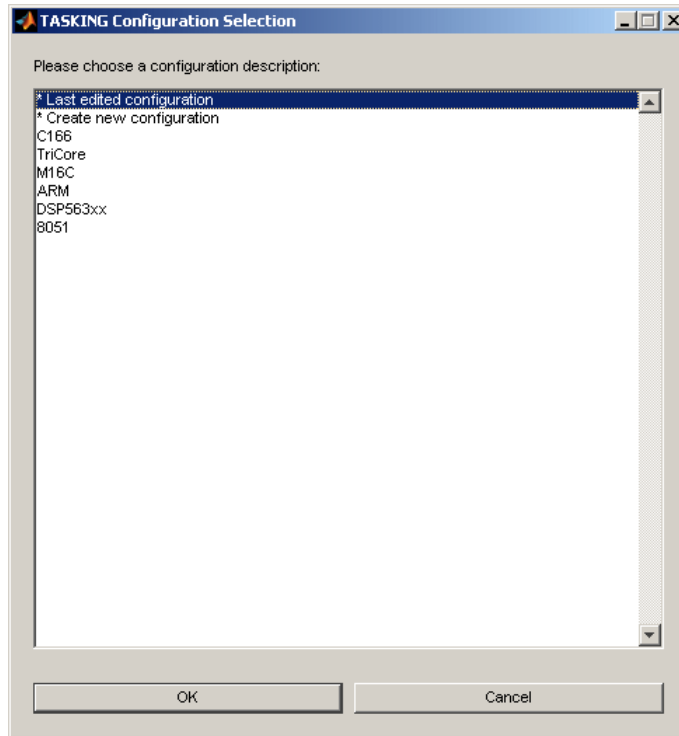 TASKING Configuration Selection
Please choose a configuration description:
* Last edited configuration
* Create new configuration
C166
TriCore
M16C
ARM
DSP563xx
8051
OK Cancel